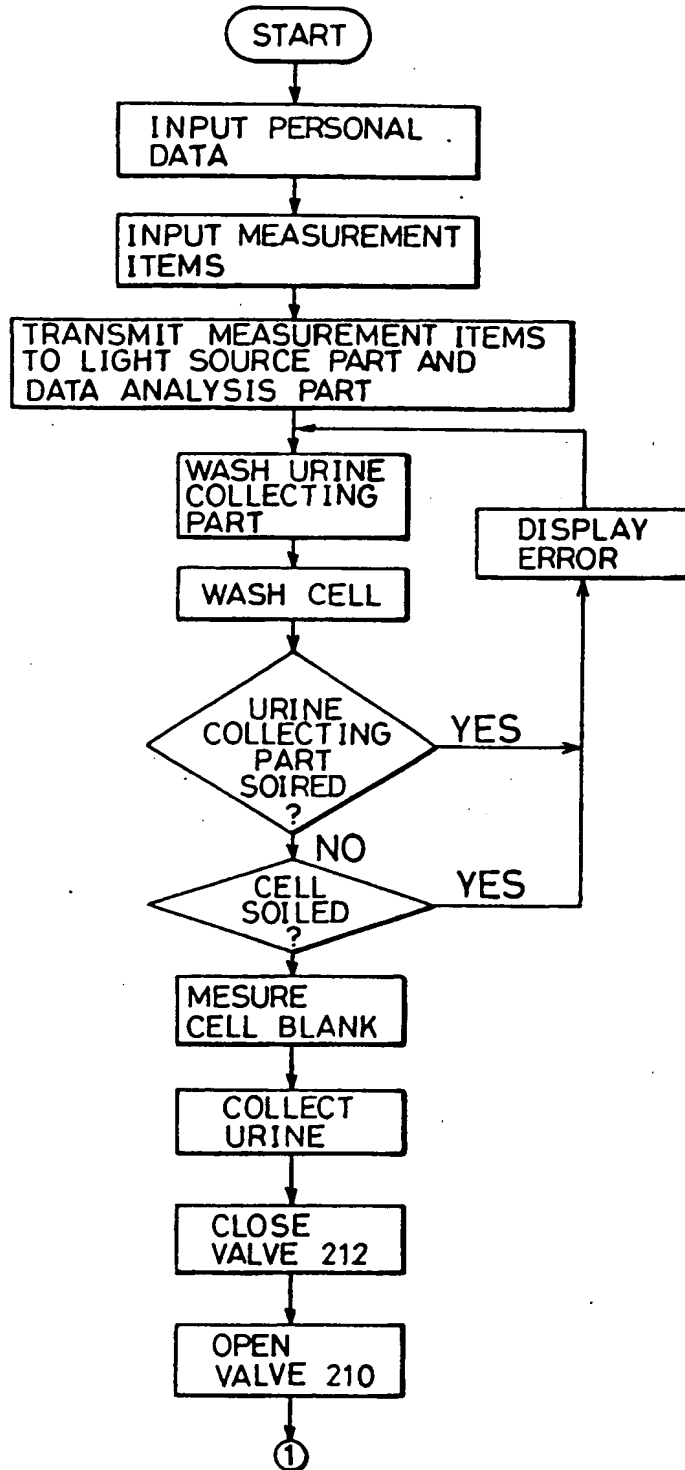 START
INPUT PERSONAL
DATA
INPUT MEASUREMENT
ITEMS
TRANSMIT MEASUREMENT ITEMS
TO LIGHT SOURCE PART AND
DATA ANALYSIS PART
WASH URINE
COLLECTING
PART
DISPLAY
ERROR
WASH CELL
URINE
COLLECTING
PART
SOIRED
?
YES
NO
CELL
SOILED
?
YES
MESURE
CELL BLANK
COLLECT
URINE
CLOSE
VALVE 212
OPEN
VALVE 210
1